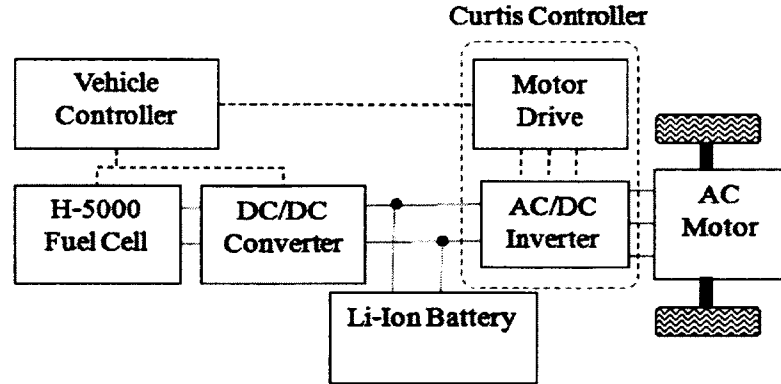 Curtis Controller
Vehicle
Controller
Motor
Drive
H-5000
Fuel Cell
DC/DC
Converter
AC/DC
Inverter
AC
Motor
Li-Ion Battery